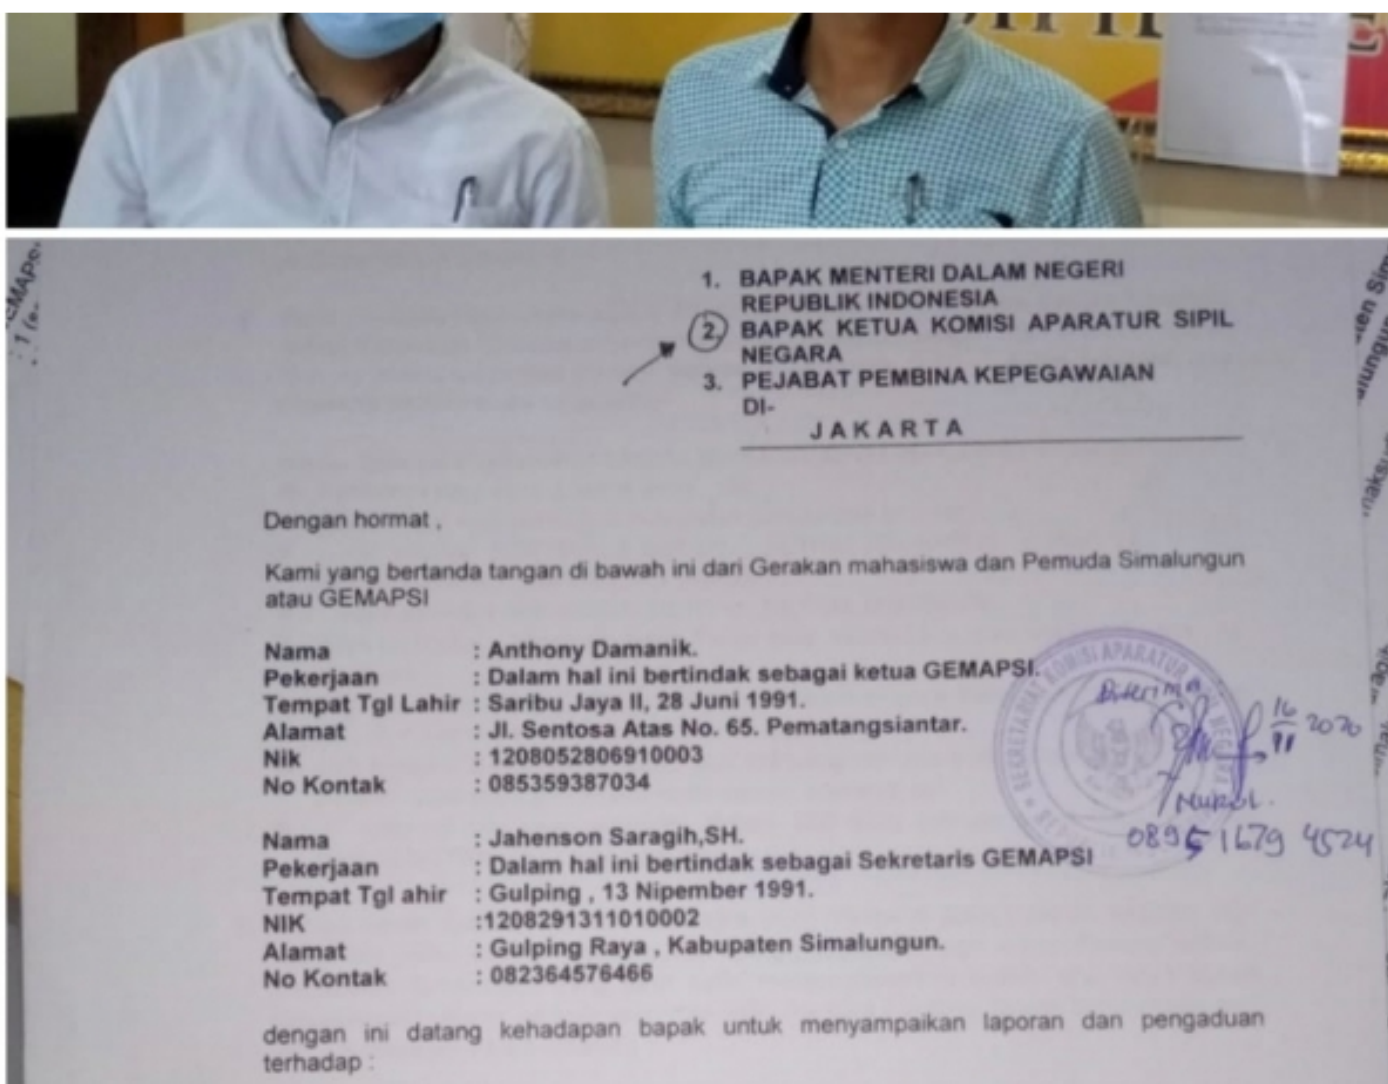 1. BAPAK MENTERI DALAM NEGERI
REPUBLIK INDONESIA
2. BAPAK KETUA KOMISI APARATUR SIPIL
NEGARA
3. PEJABAT PEMBINA KEPEGAWAIAN
DI-
JAKARTA
Dengan hormat ,
Kami yang bertanda tangan di bawah ini dari Gerakan mahasiswa dan Pemuda Simalungun
atau GEMAPSI
Nama : Anthony Damanik.
Pekerjaan : Dalam hal ini bertindak sebagai ketua GEMAPSI.
Tempat Tgl Lahir : Saribu Jaya II, 28 Juni 1991.
Alamat : Jl. Sentosa Atas No. 65. Pematangsiantar.
Nik : 1208052806910003
No Kontak : 085359387034
Nama : Jahenson Saragih,SH.
Pekerjaan : Dalam hal ini bertindak sebagai Sekretaris GEMAPSI
Tempat Tgl ahir : Gulping , 13 Nipember 1991.
NIK :1208291311010002
Alamat : Gulping Raya , Kabupaten Simalungun.
No Kontak : 082364576466
SEKRETARIAT KOMISI APARATUR
Diterima
16/11 2020
Nurul.
0895 1679 4524
dengan ini datang kehadapan bapak untuk menyampaikan laporan dan pengaduan
terhadap :